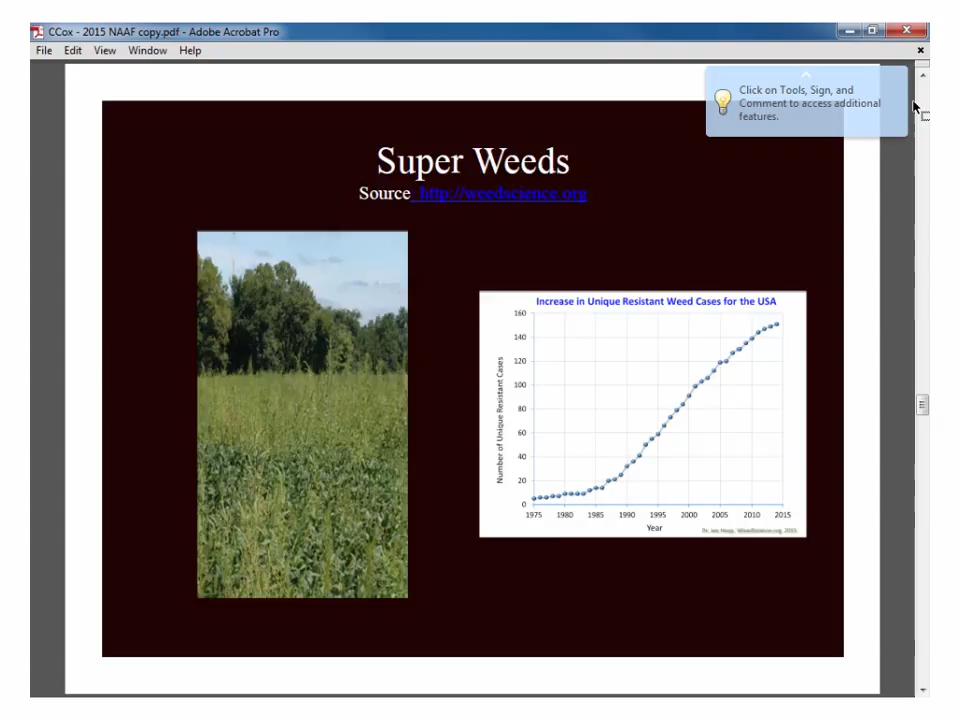 CCox - 2015 NAAF copy.pdf - Adobe Acrobat Pro
File Edit View Window Help
Click on Tools, Sign, and
Comment to access additional
features.
Super Weeds
Source http://weedscience.org
Increase in Unique Resistant Weed Cases for the USA
Number of Unique Resistant Cases
160
140
120
100
80
60
40
20
0
1975 1980 1985 1990 1995 2000 2005 2010 2015
Year